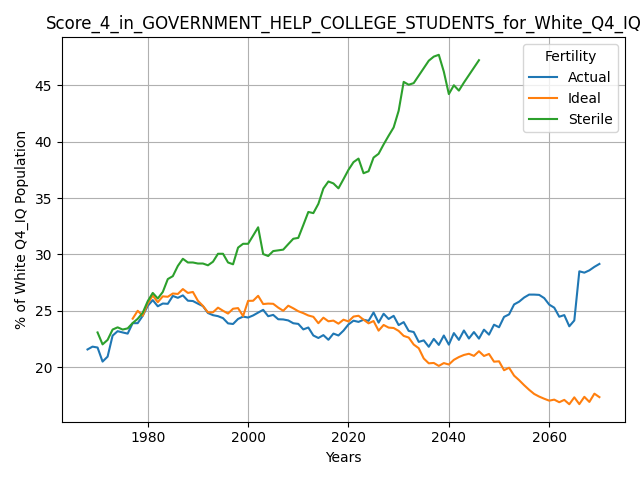 Score_4_in_GOVERNMENT_HELP_COLLEGE_STUDENTS_for_White_Q4_IQ
Fertility
Actual
Ideal
Sterile
% of White Q4_IQ Population
45
40
35
30
25
20
1980
2000
2020
2040
2060
Years